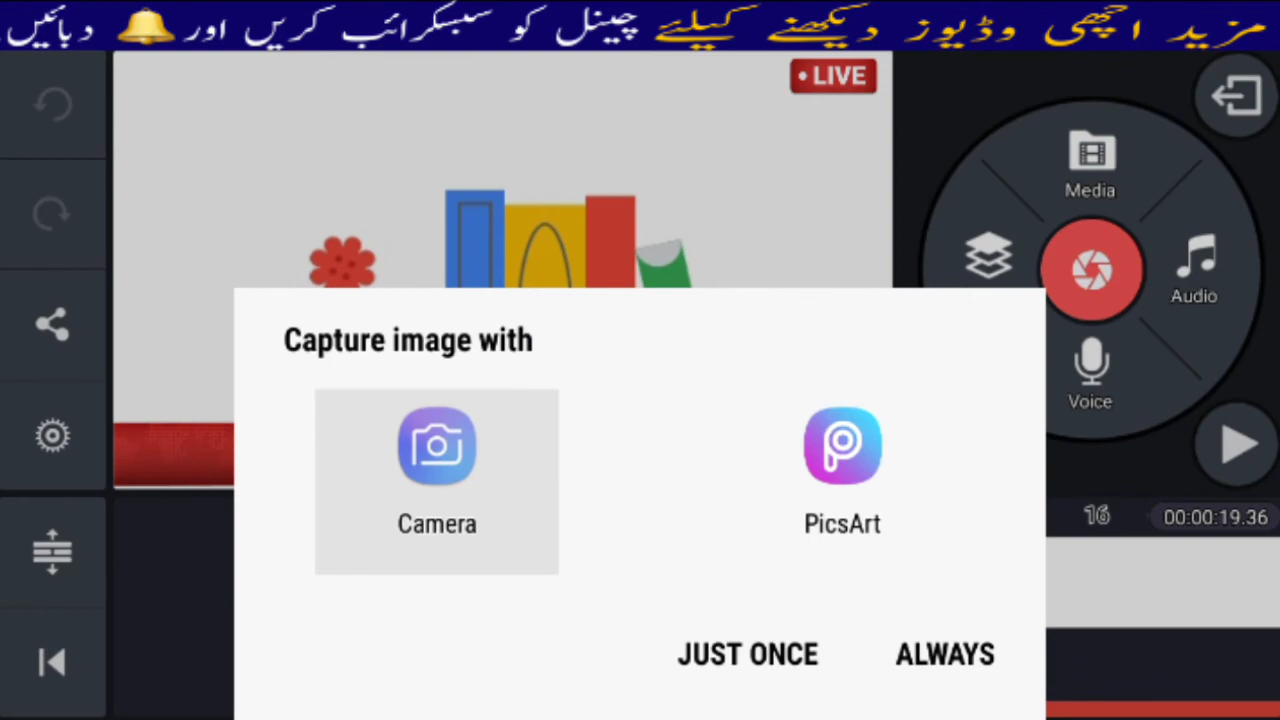 مزید اچھی وڈیوز دیکھنے کیلئے چینل کو سبسکرائب کریں اور دبائیں
LIVE
Media
Audio
Voice
Capture image with
Camera
PicsArt
16
00:00:19.36
JUST ONCE
ALWAYS